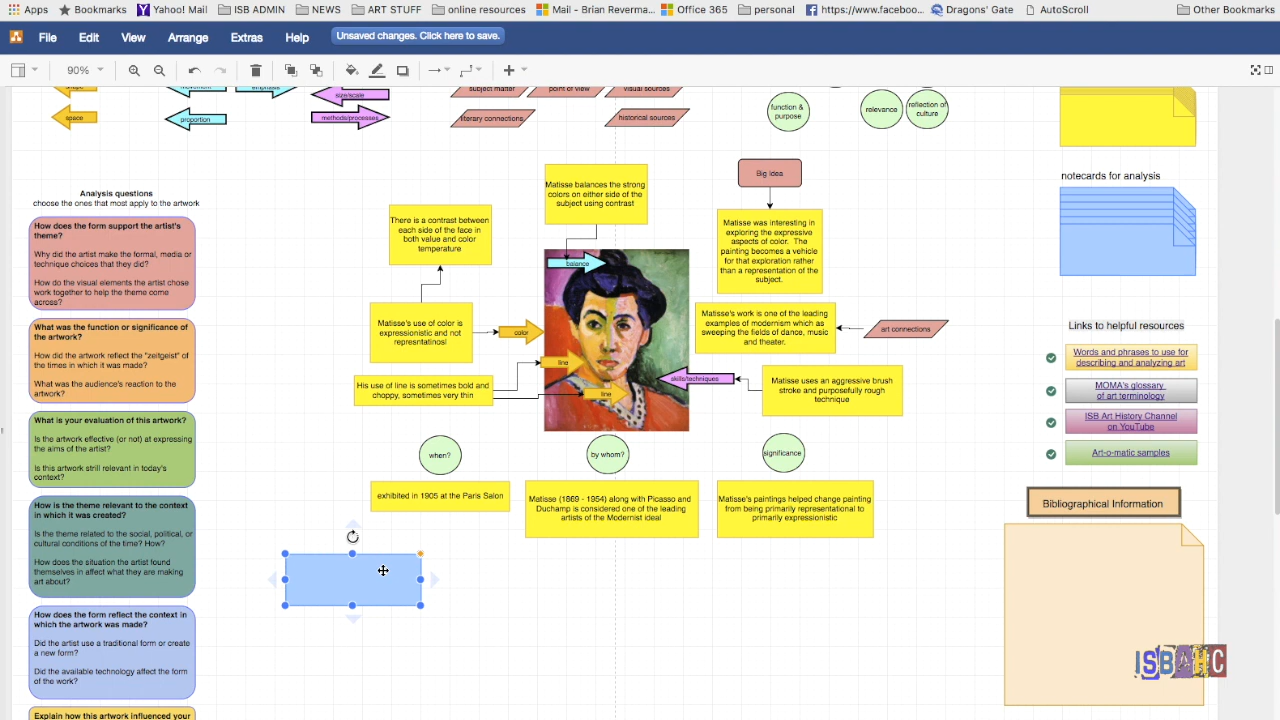 Apps
Bookmarks
Yahoo! Mail
ISB ADMIN
NEWS
ART STUFF
online resources
Mail - Brian Reverma...
Office 365
personal
https://www.faceboo...
Dragons' Gate
AutoScroll
Other Bookmarks
File
Edit
View
Arrange
Extras
Help
Unsaved changes. Click here to save.
90%
shape
movement
emphasis
size/scale
subject matter
point of view
visual sources
space
proportion
methods/processes
literary connections
historical sources
function &
purpose
relevance
reflection of
culture
Analysis questions
choose the ones that most apply to the artwork
How does the form support the artist's
theme?
Why did the artist make the formal, media or
technique choices that they did?
How do the visual elements the artist chose
work together to help the theme come
across?
What was the function or significance of
the artwork?
How did the artwork reflect the "zeitgeist" of
the times in which it was made?
What was the audience's reaction to the
artwork?
What is your evaluation of this artwork?
Is the artwork effective (or not) at expressing
the aims of the artist?
Is this artwork still relevant in today's
context?
How is the theme relevant to the context
in which it was created?
Is the theme related to the social, political, or
cultural conditions of the time? How?
How does the situation the artist found
themselves in affect what they are making
art about?
How does the form reflect the context in
which the artwork was made?
Did the artist use a traditional form or create
a new form?
Did the available technology affect the form
of the work?
Explain how this artwork influenced your
There is a contrast between
each side of the face in
both value and color
temperature
Matisse balances the strong
colors on either side of the
subject using contrast
Big Idea
Matisse was interesting in
exploring the expressive
aspects of color. The
painting becomes a vehicle
for that exploration rather
than a representation of the
subject.
balance
Matisse's use of color is
expressionistic and not
represntatinosl
color
Matisse's work is one of the leading
examples of modernism which as
sweeping the fields of dance, music
and theater.
art connections
His use of line is sometimes bold and
choppy, sometimes very thin
line
line
skills/techniques
Matisse uses an aggressive brush
stroke and purposefully rough
technique
when?
by whom?
significance
exhibited in 1905 at the Paris Salon
Matisse (1869 - 1954) along with Picasso and
Duchamp is considered one of the leading
artists of the Modernist ideal
Matisse's paintings helped change painting
from being primarily representational to
primarily expressionistic
notecards for analysis
Links to helpful resources
Words and phrases to use for
describing and analyzing art
MOMA's glossary
of art terminology
ISB Art History Channel
on YouTube
Art-o-matic samples
Bibliographical Information
ISBAHC